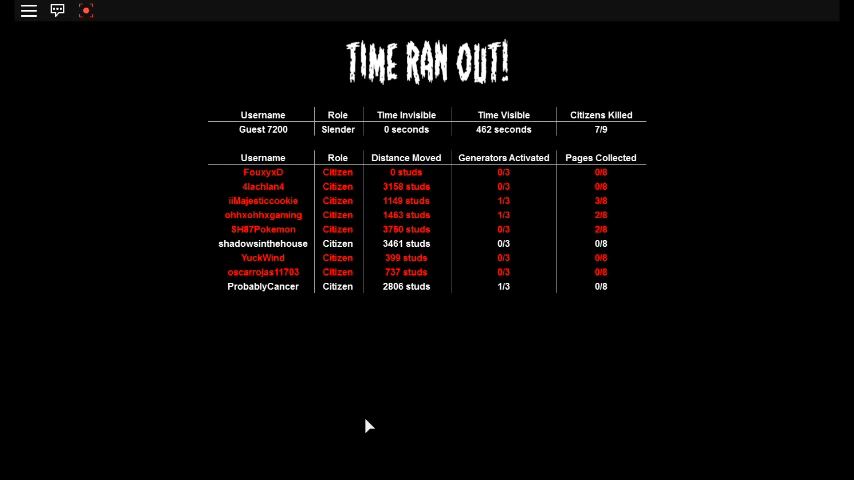 TIME RAN OUT!
Username Role Time Invisible Time Visible Citizens Killed
Guest 7200 Slender 0 seconds 462 seconds 7/9
Username Role Distance Moved Generators Activated Pages Collected
FouxyxD Citizen 0 studs 0/3 0/8
4lachlan4 Citizen 3158 studs 0/3 0/8
iiMajesticcookie Citizen 1149 studs 1/3 3/8
ohhxohhxgaming Citizen 1463 studs 1/3 2/8
SH87Pokemon Citizen 3760 studs 0/3 2/8
shadowsinthehouse Citizen 3461 studs 0/3 0/8
YuckWind Citizen 399 studs 0/3 0/8
oscarrojas11703 Citizen 737 studs 0/3 0/8
ProbablyCancer Citizen 2806 studs 1/3 0/8